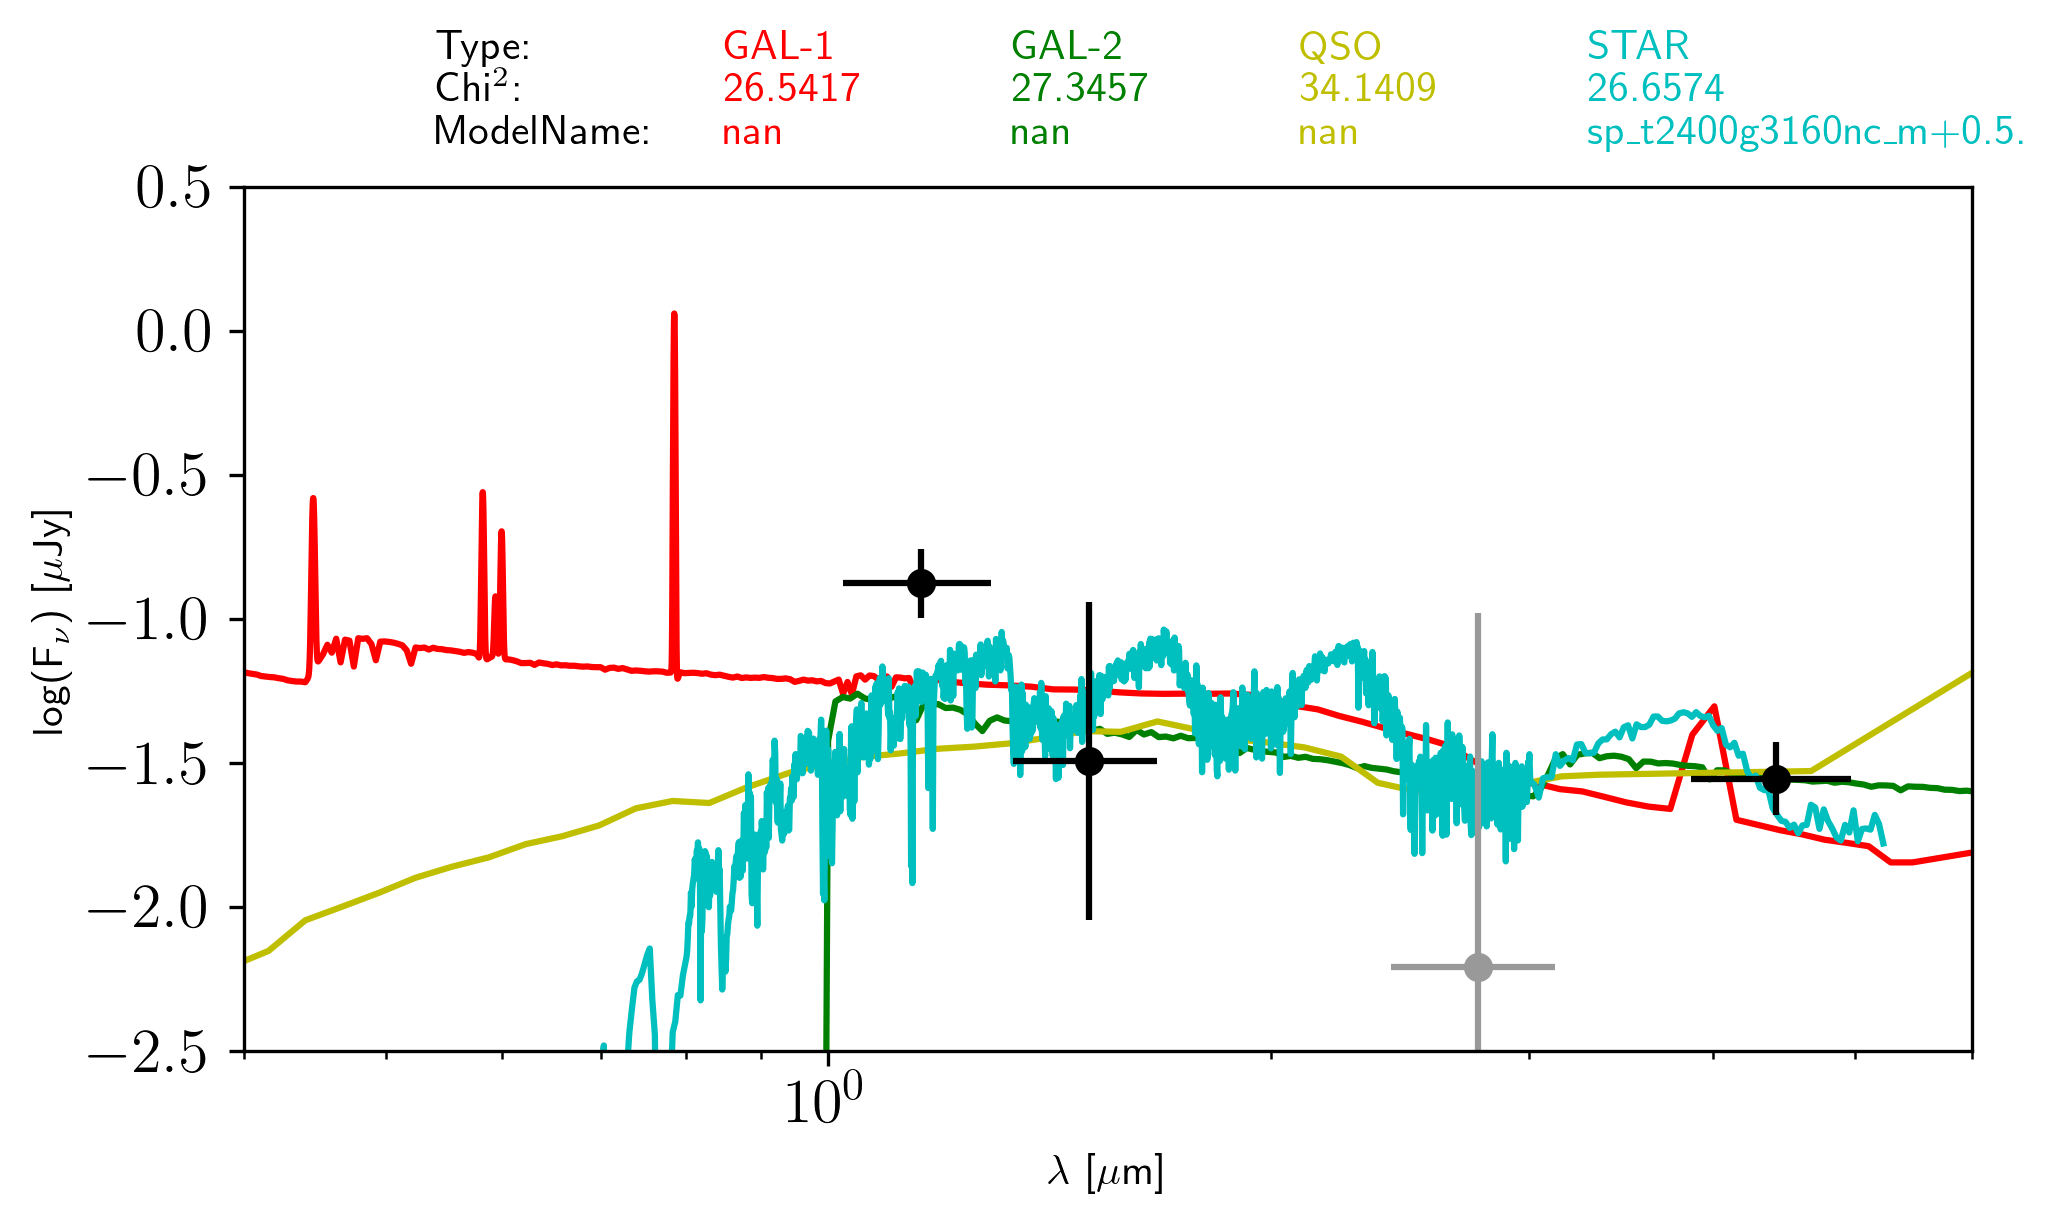 Type: GAL-1 GAL-2 QSO STAR
Chi²: 26.5417 27.3457 34.1409 26.6574
ModelName: nan nan nan sp_t2400g3160nc_m+0.5.
0.5
0.0
−0.5
−1.0
−1.5
−2.0
−2.5
log(Fν) [μJy]
10⁰
λ [μm]